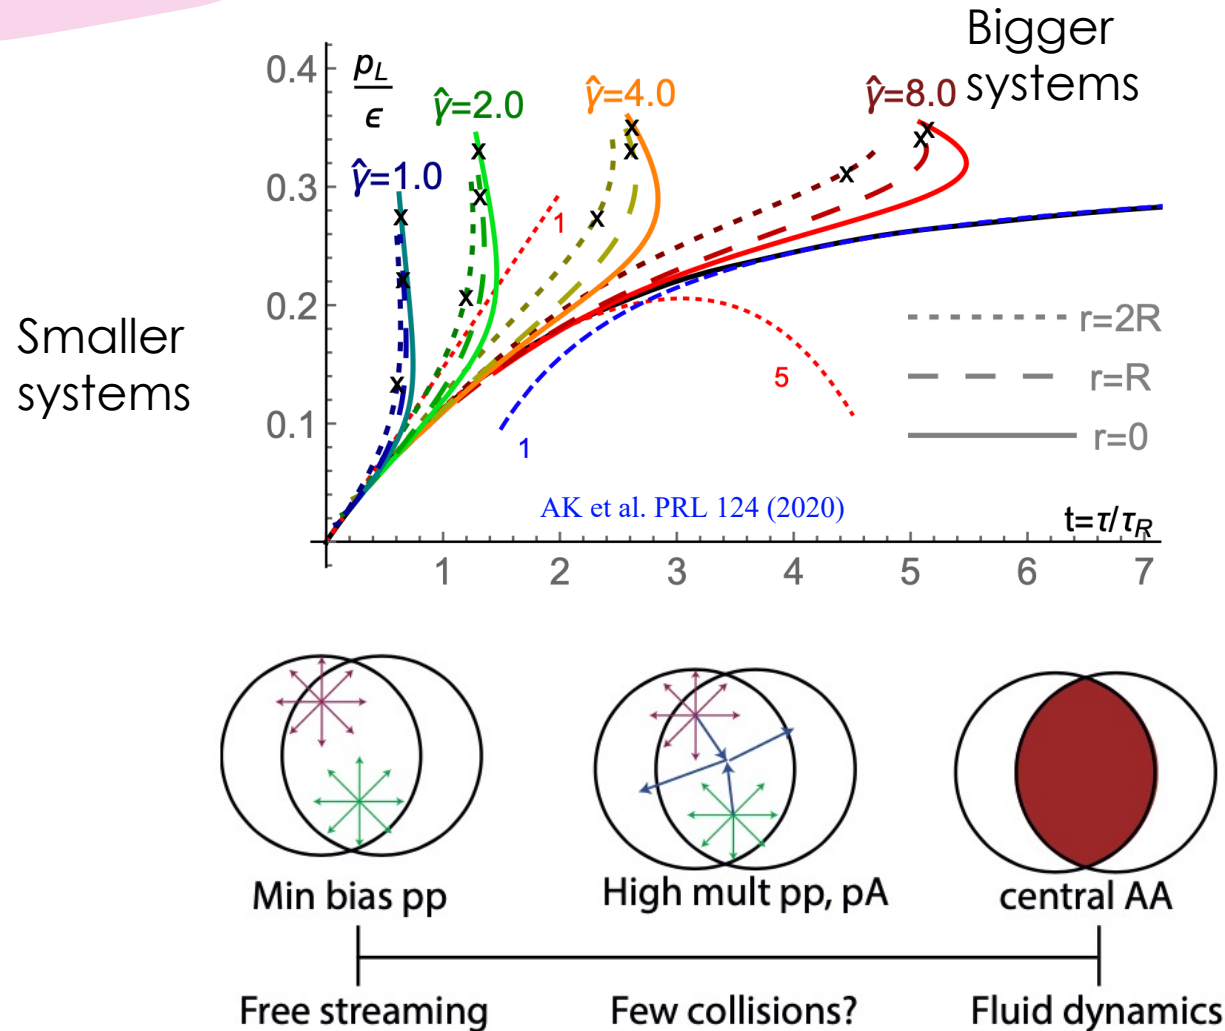 Bigger
systems
p_L
ϵ
γ̂=1.0
γ̂=2.0
γ̂=4.0
γ̂=8.0
0.4
0.3
0.2
0.1
Smaller
systems
1
1
5
r=2R
r=R
r=0
AK et al. PRL 124 (2020)
t=τ/τ_R
1 2 3 4 5 6 7
Min bias pp
High mult pp, pA
central AA
Free streaming
Few collisions?
Fluid dynamics